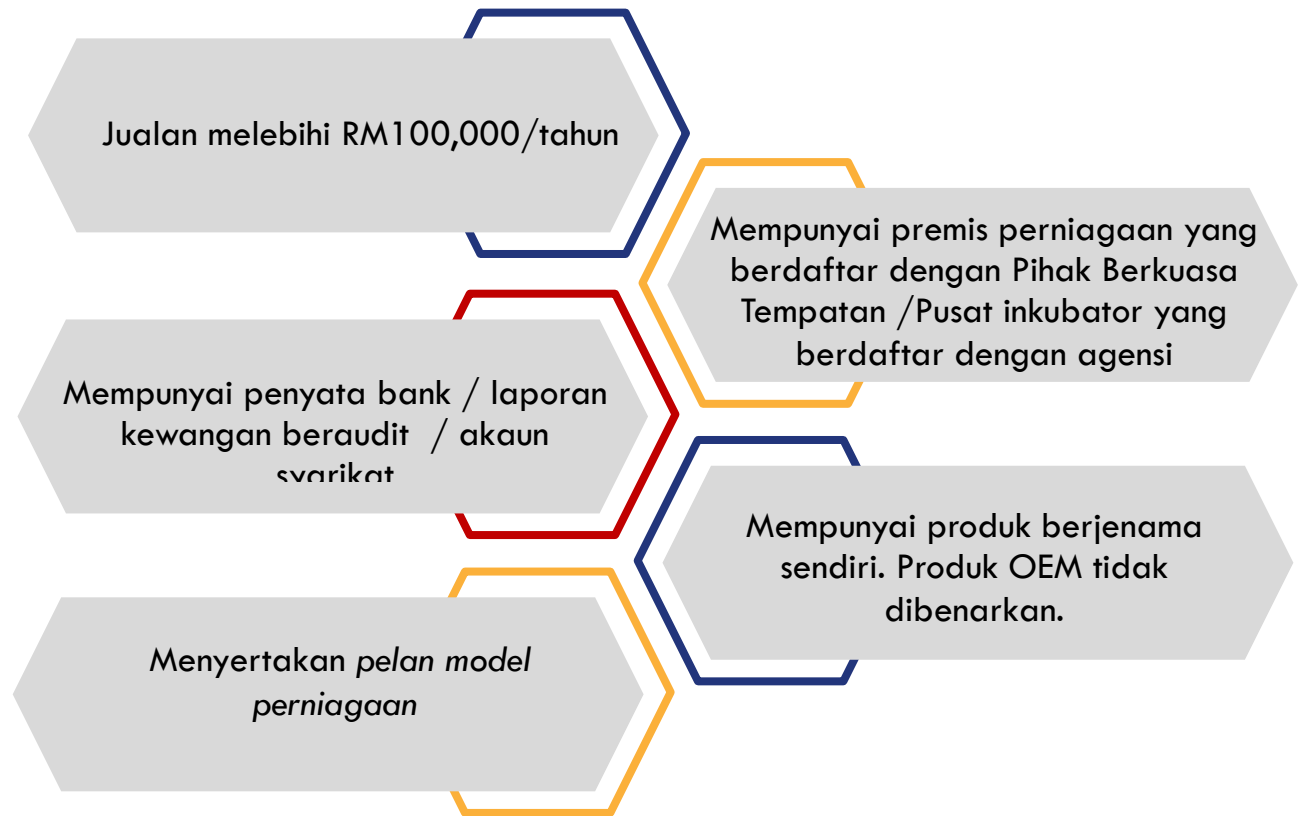 Jualan melebihi RM100,000/tahun
Mempunyai premis perniagaan yang
berdaftar dengan Pihak Berkuasa
Tempatan /Pusat inkubator yang
berdaftar dengan agensi
Mempunyai penyata bank / laporan
kewangan beraudit / akaun
syarikat
Mempunyai produk berjenama
sendiri. Produk OEM tidak
dibenarkan.
Menyertakan pelan model
perniagaan